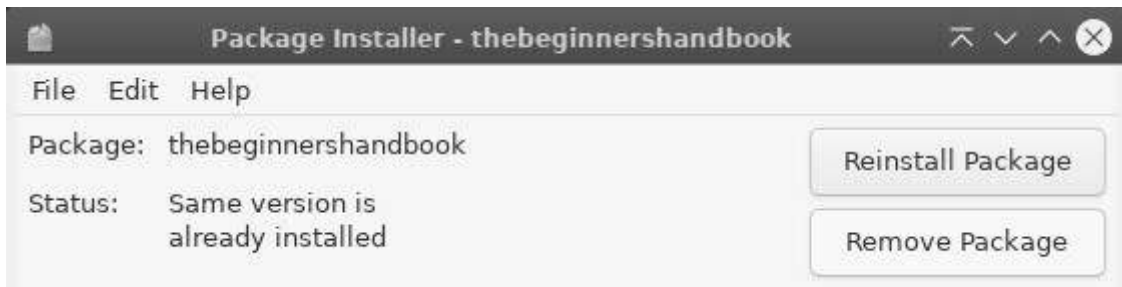 Package Installer - thebeginnershandbook
File Edit Help
Package: thebeginnershandbook
Reinstall Package
Status: Same version is
already installed
Remove Package